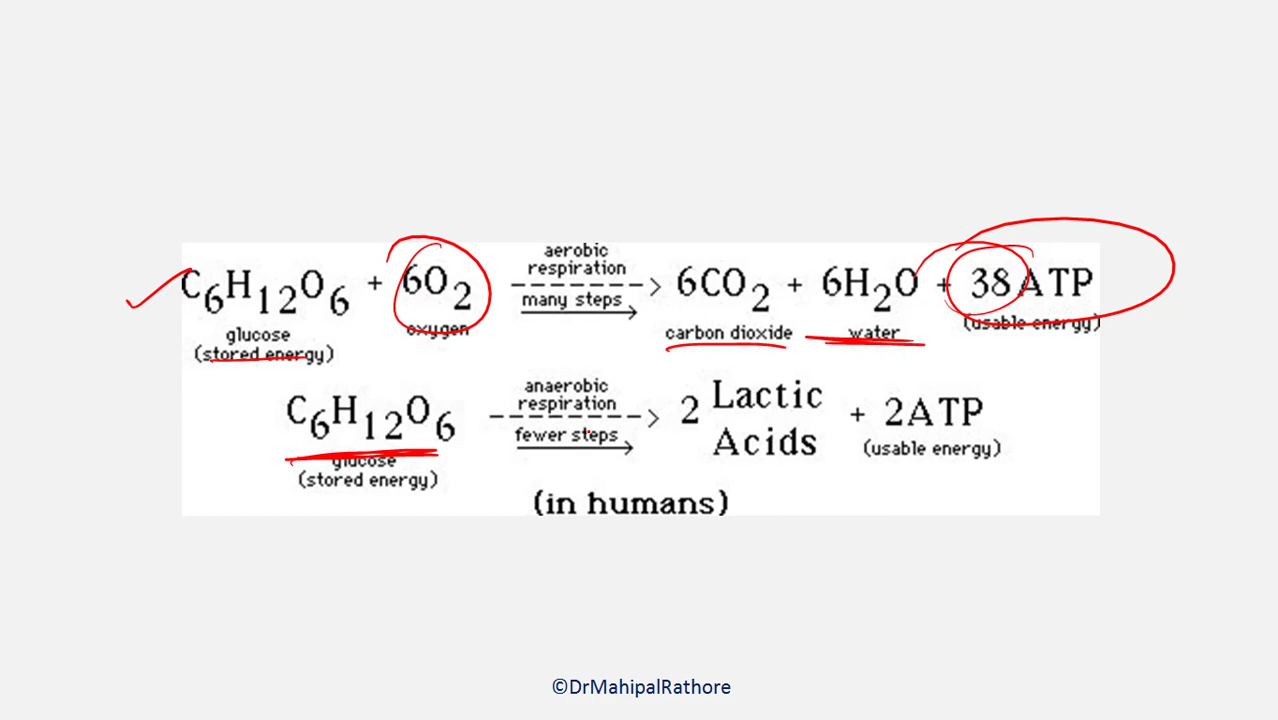 aerobic
respiration
C6H12O6 + 6O2 6CO2 + 6H2O + 38ATP
many steps
glucose oxygen carbon dioxide water (usable energy)
(stored energy)
anaerobic
respiration
C6H12O6 2 Lactic Acids + 2ATP
fewer steps
glucose (usable energy)
(stored energy)
(in humans)
©DrMahipalRathore